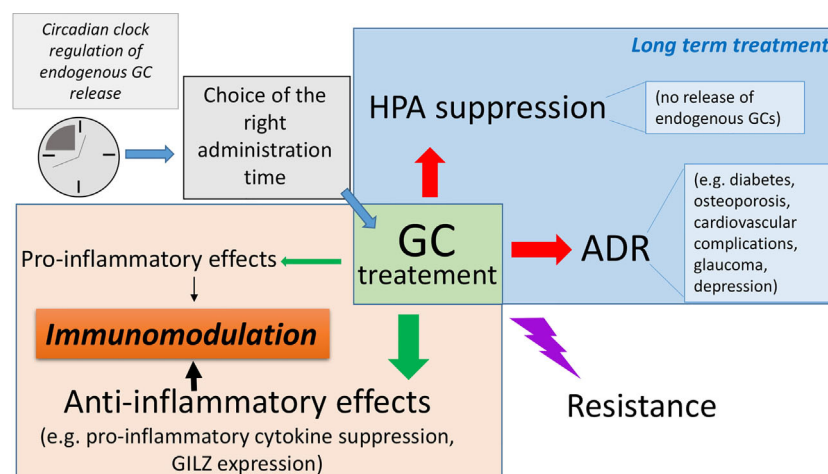 Circadian clock
regulation of
endogenous GC
release
Choice of the
right
administration
time
Long term treatment
HPA suppression
(no release of
endogenous GCs)
GC
treatement
ADR
(e.g. diabetes,
osteoporosis,
cardiovascular
complications,
glaucoma,
depression)
Pro-inflammatory effects
Immunomodulation
Anti-inflammatory effects
(e.g. pro-inflammatory cytokine suppression,
GILZ expression)
Resistance